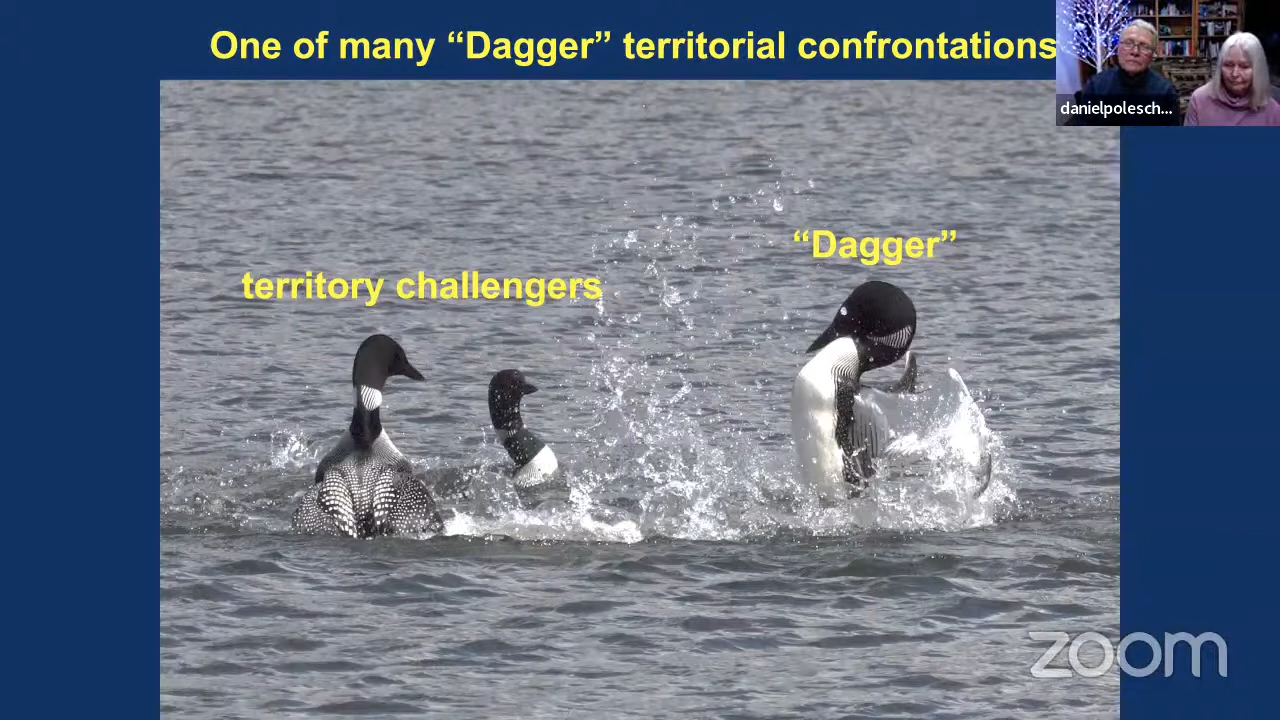 One of many “Dagger” territorial confrontations
danielpolesch...
“Dagger”
territory challengers
zoom